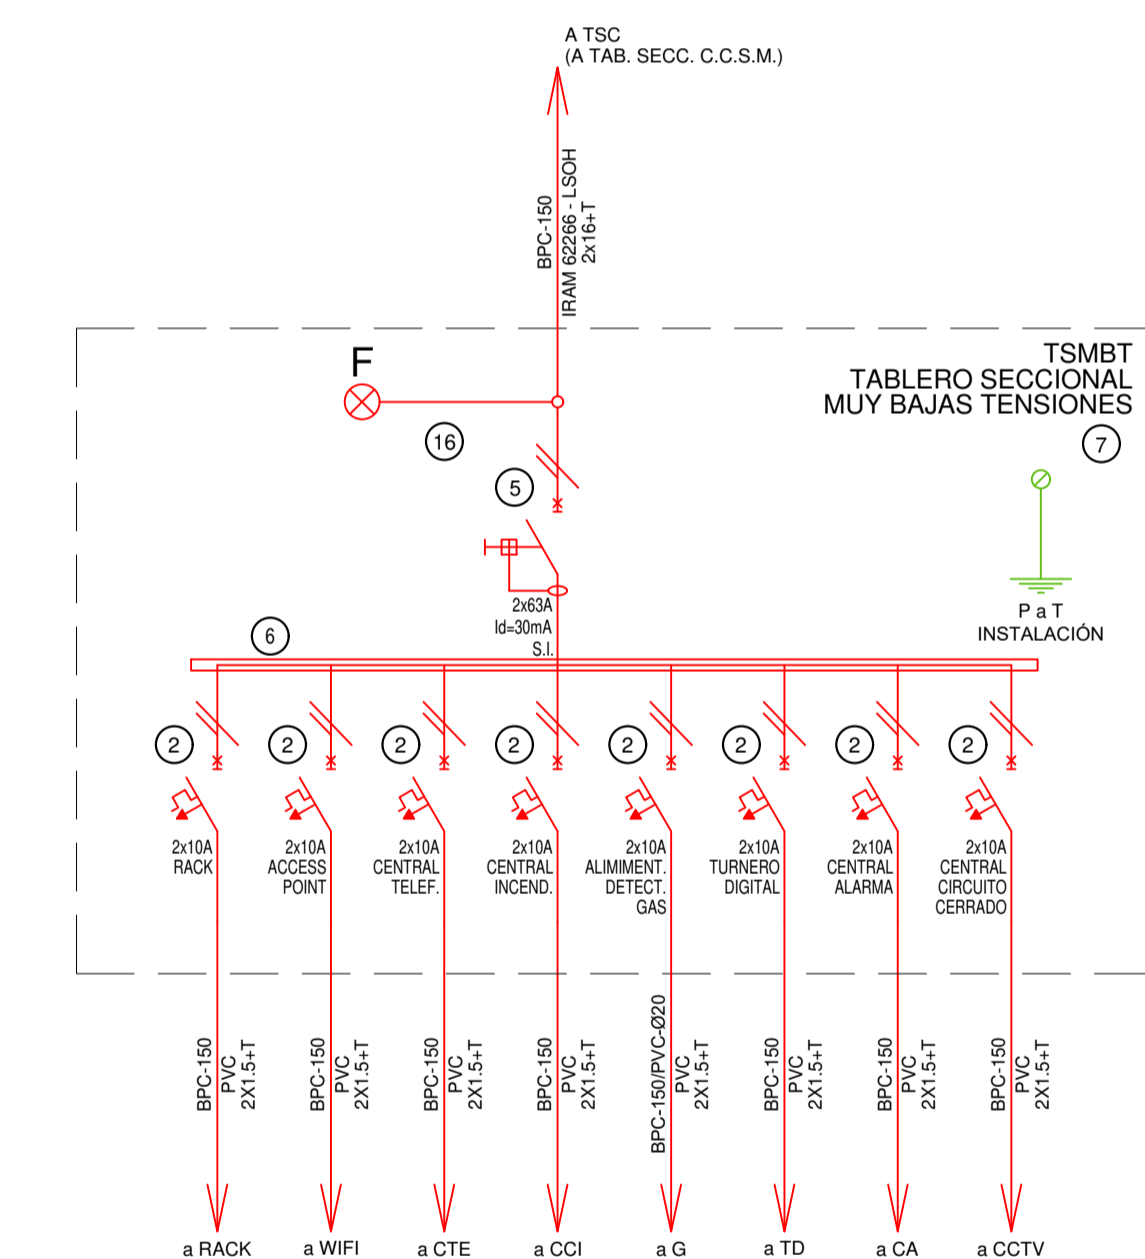 A TSC
(A TAB. SECC. C.C.S.M.)
BPC-150
IRAM 62266 - LSOH
2x16+T
TSMBT
TABLERO SECCIONAL
MUY BAJAS TENSIONES
7
F
16
5
2x63A
Id=30mA
S.I.
P a T
INSTALACIÓN
6
2
2
2
2
2
2
2
2
2x10A
RACK
2x10A
ACCESS
POINT
2x10A
CENTRAL
TELEF.
2x10A
CENTRAL
INCEND.
2x10A
ALIMIMENT.
DETECT.
GAS
2x10A
TURNERO
DIGITAL
2x10A
CENTRAL
ALARMA
2x10A
CENTRAL
CIRCUITO
CERRADO
BPC-150
PVC
2X1.5+T
BPC-150
PVC
2X1.5+T
BPC-150
PVC
2X1.5+T
BPC-150
PVC
2X1.5+T
BPC-150/PVC-Ø20
PVC
2X1.5+T
BPC-150
PVC
2X1.5+T
BPC-150
PVC
2X1.5+T
BPC-150
PVC
2X1.5+T
a RACK
a WIFI
a CTE
a CCI
a G
a TD
a CA
a CCTV